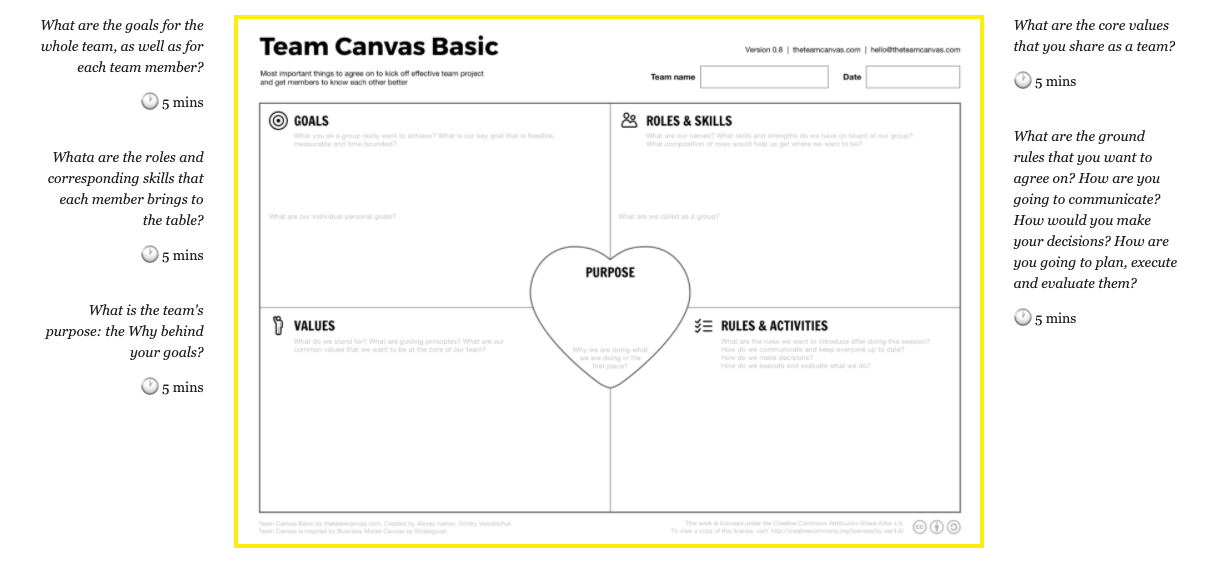 What are the goals for the
whole team, as well as for
each team member?
5 mins
Whata are the roles and
corresponding skills that
each member brings to
the table?
5 mins
What is the team's
purpose: the Why behind
your goals?
5 mins
Team Canvas Basic
Version 0.8 | theteamcanvas.com | hello@theteamcanvas.com
Most important things to agree on to kick off effective team project
and get members to know each other better
Team name
Date
GOALS
What you as a group really want to achieve? What is our key goal that is feasible,
measurable and time-bounded?
What are our individual personal goals?
ROLES & SKILLS
What are our names? What skills and strengths do we have on board of our group?
What composition of roles would help us get where we want to be?
What are we called as a group?
PURPOSE
Why we are doing what
we are doing in the
first place?
VALUES
What do we stand for? What are guiding principles? What are our
common values that we want to be at the core of our team?
RULES & ACTIVITIES
What are the rules we want to introduce after doing this session?
How do we communicate and keep everyone up to date?
How do we make decisions?
How do we execute and evaluate what we do?
Team Canvas Basic by theteamcanvas.com. Created by Alexey Ivanov, Dmitry Voloshchuk
Team Canvas is inspired by Business Model Canvas by Strategyzer.
This work is licensed under the Creative Commons Attribution-Share Alike 4.0.
To view a copy of this license, visit: http://creativecommons.org/licenses/by-sa/4.0/
cc
What are the core values
that you share as a team?
5 mins
What are the ground
rules that you want to
agree on? How are you
going to communicate?
How would you make
your decisions? How are
you going to plan, execute
and evaluate them?
5 mins